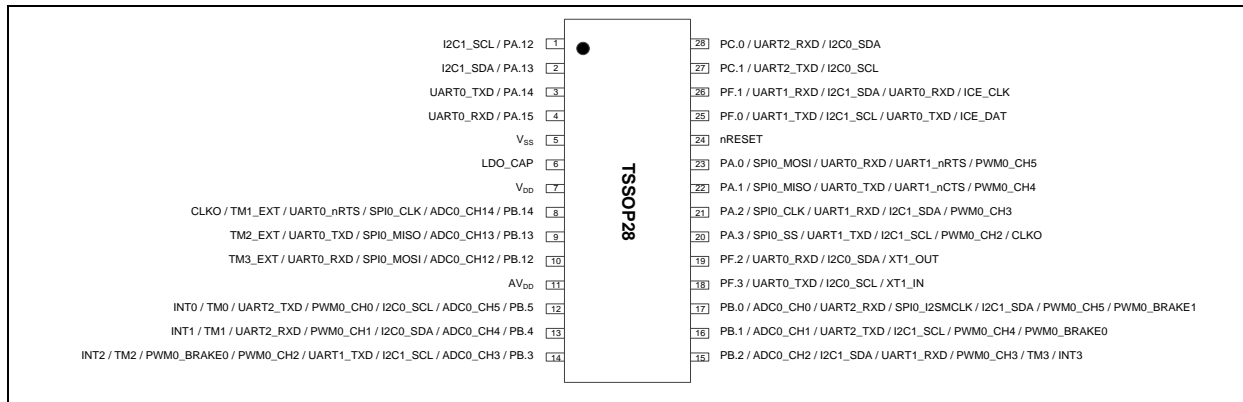 I2C1_SCL / PA.12 1
I2C1_SDA / PA.13 2
UART0_TXD / PA.14 3
UART0_RXD / PA.15 4
VSS 5
LDO_CAP 6
VDD 7
CLKO / TM1_EXT / UART0_nRTS / SPI0_CLK / ADC0_CH14 / PB.14 8
TM2_EXT / UART0_TXD / SPI0_MISO / ADC0_CH13 / PB.13 9
TM3_EXT / UART0_RXD / SPI0_MOSI / ADC0_CH12 / PB.12 10
AVDD 11
INT0 / TM0 / UART2_TXD / PWM0_CH0 / I2C0_SCL / ADC0_CH5 / PB.5 12
INT1 / TM1 / UART2_RXD / PWM0_CH1 / I2C0_SDA / ADC0_CH4 / PB.4 13
INT2 / TM2 / PWM0_BRAKE0 / PWM0_CH2 / UART1_TXD / I2C1_SCL / ADC0_CH3 / PB.3 14
TSSOP28
28 PC.0 / UART2_RXD / I2C0_SDA
27 PC.1 / UART2_TXD / I2C0_SCL
26 PF.1 / UART1_RXD / I2C1_SDA / UART0_RXD / ICE_CLK
25 PF.0 / UART1_TXD / I2C1_SCL / UART0_TXD / ICE_DAT
24 nRESET
23 PA.0 / SPI0_MOSI / UART0_RXD / UART1_nRTS / PWM0_CH5
22 PA.1 / SPI0_MISO / UART0_TXD / UART1_nCTS / PWM0_CH4
21 PA.2 / SPI0_CLK / UART1_RXD / I2C1_SDA / PWM0_CH3
20 PA.3 / SPI0_SS / UART1_TXD / I2C1_SCL / PWM0_CH2 / CLKO
19 PF.2 / UART0_RXD / I2C0_SDA / XT1_OUT
18 PF.3 / UART0_TXD / I2C0_SCL / XT1_IN
17 PB.0 / ADC0_CH0 / UART2_RXD / SPI0_I2SMCLK / I2C1_SDA / PWM0_CH5 / PWM0_BRAKE1
16 PB.1 / ADC0_CH1 / UART2_TXD / I2C1_SCL / PWM0_CH4 / PWM0_BRAKE0
15 PB.2 / ADC0_CH2 / I2C1_SDA / UART1_RXD / PWM0_CH3 / TM3 / INT3